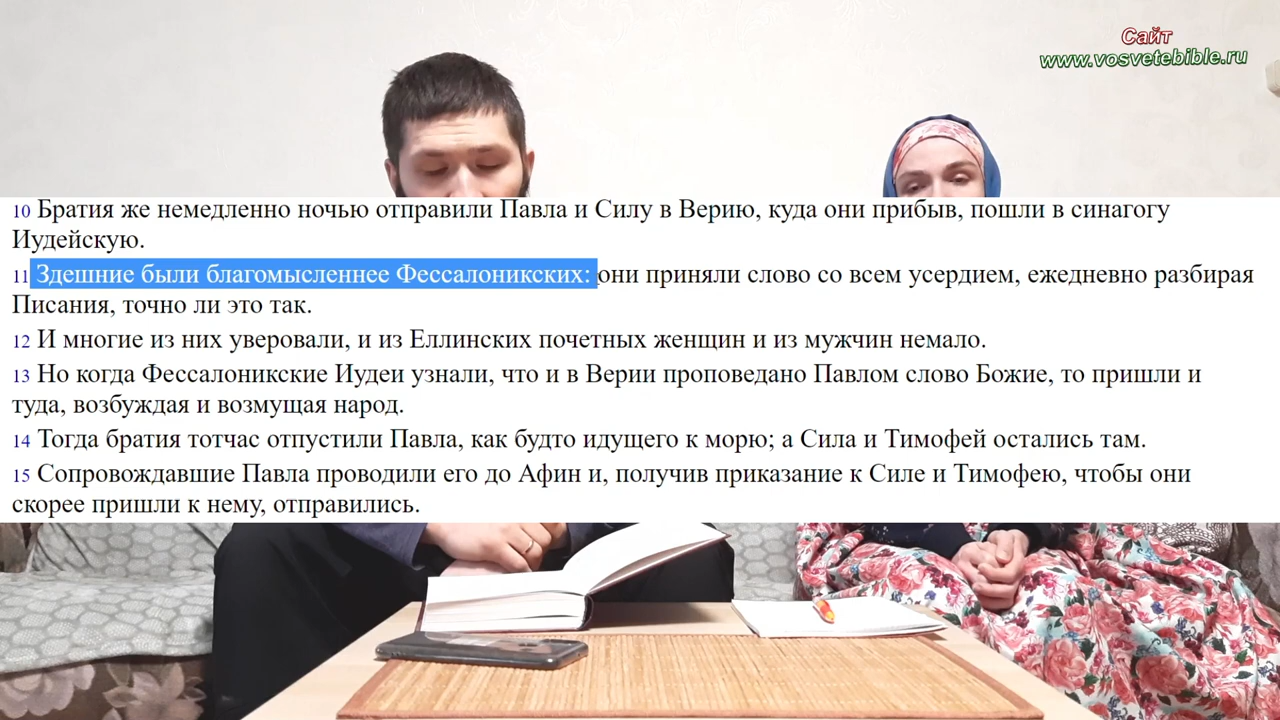 Сайт
www.vosvetebible.ru
10 Братия же немедленно ночью отправили Павла и Силу в Верию, куда они прибыв, пошли в синагогу
Иудейскую.
11 Здешние были благомысленнее Фессалоникских: они приняли слово со всем усердием, ежедневно разбирая
Писания, точно ли это так.
12 И многие из них уверовали, и из Еллинских почетных женщин и из мужчин немало.
13 Но когда Фессалоникские Иудеи узнали, что и в Верии проповедано Павлом слово Божие, то пришли и
туда, возбуждая и возмущая народ.
14 Тогда братия тотчас отпустили Павла, как будто идущего к морю; а Сила и Тимофей остались там.
15 Сопровождавшие Павла проводили его до Афин и, получив приказание к Силе и Тимофею, чтобы они
скорее пришли к нему, отправились.